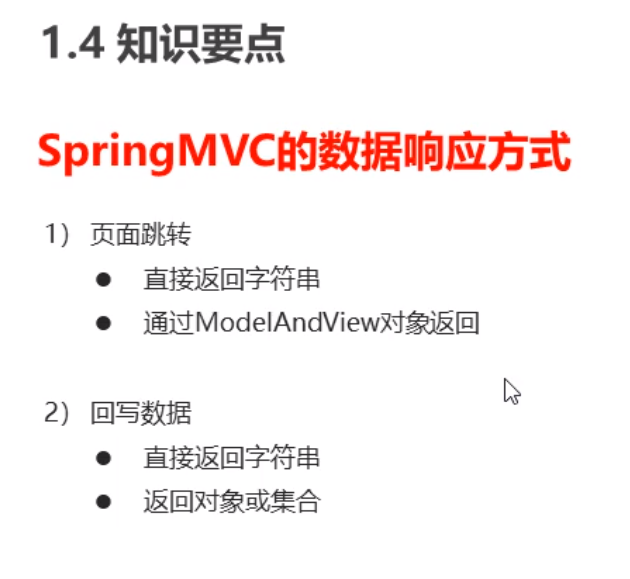 1.4 知识要点
SpringMVC的数据响应方式
1） 页面跳转
● 直接返回字符串
● 通过ModelAndView对象返回
2） 回写数据
● 直接返回字符串
● 返回对象或集合